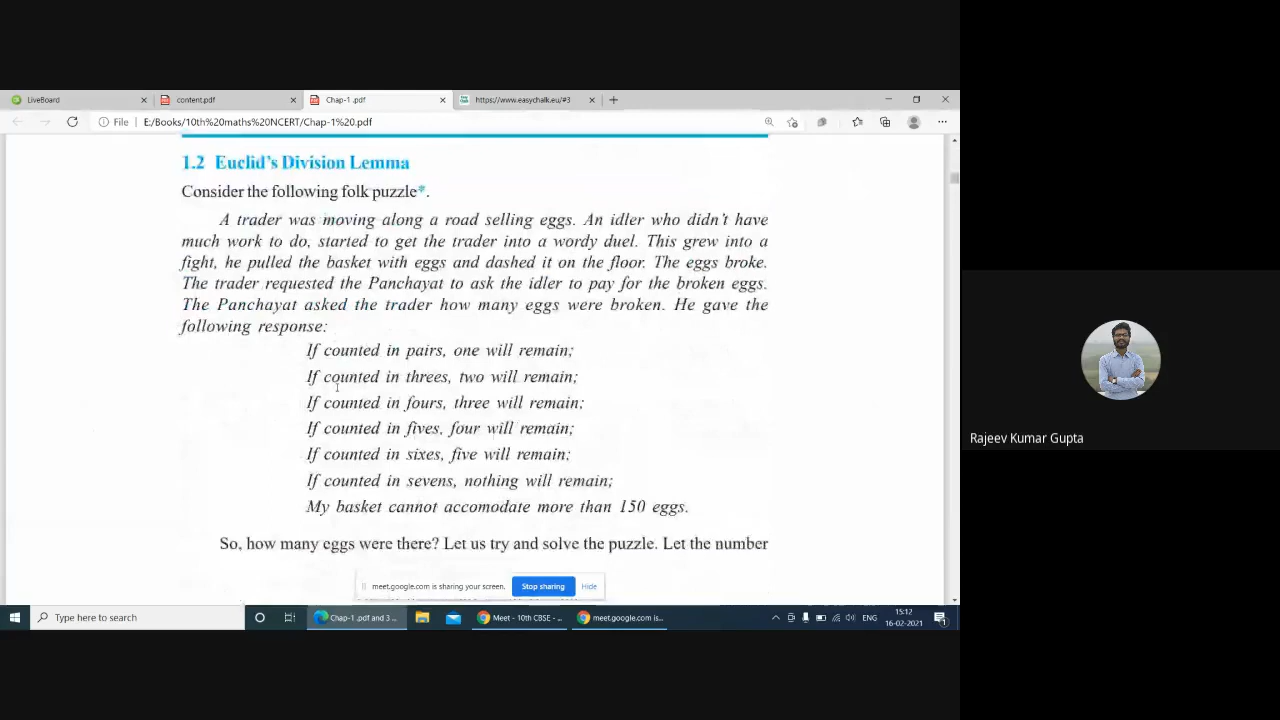 LiveBoard
content.pdf
Chap-1 .pdf
https://www.easychalk.eu/#3
File
E:/Books/10th%20maths%20NCERT/Chap-1%20.pdf
1.2 Euclid's Division Lemma
Consider the following folk puzzle*.
A trader was moving along a road selling eggs. An idler who didn't have
much work to do, started to get the trader into a wordy duel. This grew into a
fight, he pulled the basket with eggs and dashed it on the floor. The eggs broke.
The trader requested the Panchayat to ask the idler to pay for the broken eggs.
The Panchayat asked the trader how many eggs were broken. He gave the
following response:
If counted in pairs, one will remain;
If counted in threes, two will remain;
If counted in fours, three will remain;
If counted in fives, four will remain;
If counted in sixes, five will remain;
If counted in sevens, nothing will remain;
My basket cannot accomodate more than 150 eggs.
So, how many eggs were there? Let us try and solve the puzzle. Let the number
meet.google.com is sharing your screen.
Stop sharing
Hide
Type here to search
Chap-1 .pdf and 3 ...
Meet - 10th CBSE - ...
meet.google.com is...
ENG
15:12
16-02-2021
Rajeev Kumar Gupta